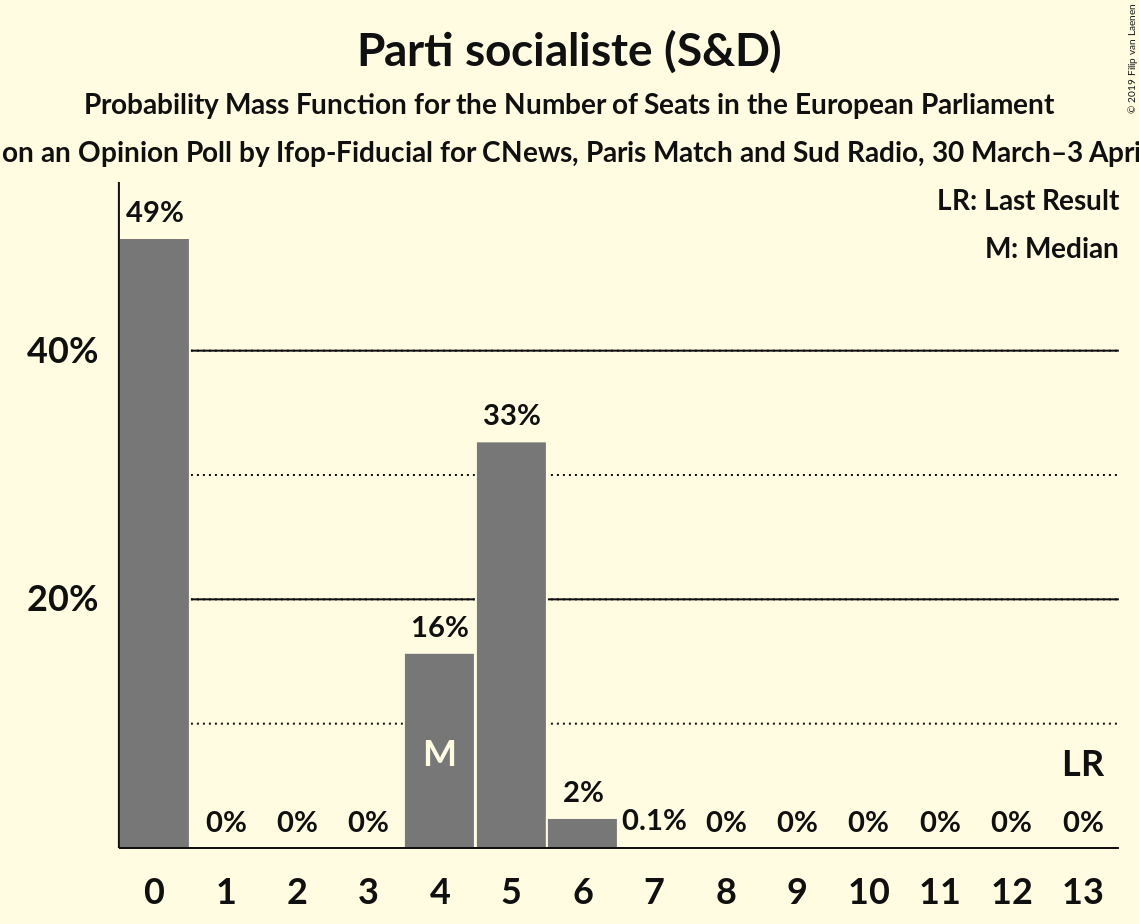 Parti socialiste (S&D)
Probability Mass Function for the Number of Seats in the European Parliament
on an Opinion Poll by Ifop-Fiducial for CNews, Paris Match and Sud Radio, 30 March–3 Apri
© 2019 Filip van Laenen
LR: Last Result
M: Median
49%
40%
33%
20%
16%
M
LR
2%
0% 0% 0% 0.1% 0% 0% 0% 0% 0% 0%
0 1 2 3 4 5 6 7 8 9 10 11 12 13